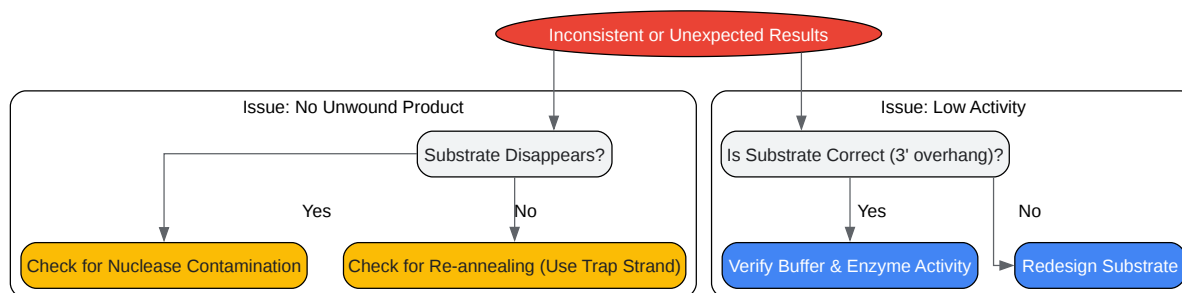 Inconsistent or Unexpected Results
Issue: No Unwound Product
Issue: Low Activity
Substrate Disappears?
Is Substrate Correct (3' overhang)?
Yes
No
Yes
No
Check for Nuclease Contamination
Check for Re-annealing (Use Trap Strand)
Verify Buffer & Enzyme Activity
Redesign Substrate